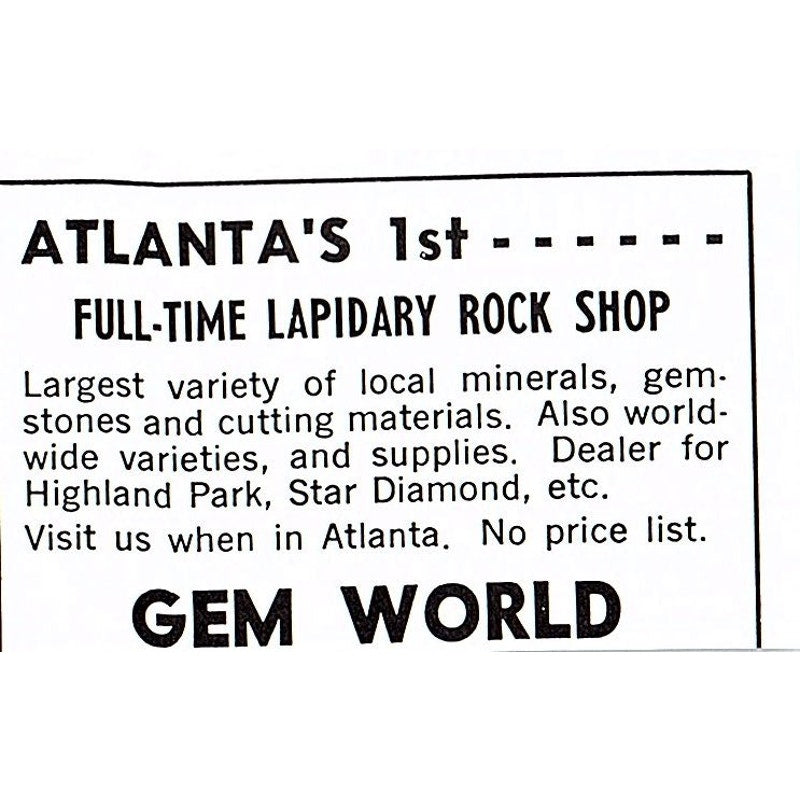 ATLANTA'S 1st - - - - - -
FULL-TIME LAPIDARY ROCK SHOP
Largest variety of local minerals, gem-
stones and cutting materials. Also world-
wide varieties, and supplies. Dealer for
Highland Park, Star Diamond, etc.
Visit us when in Atlanta. No price list.
GEM WORLD